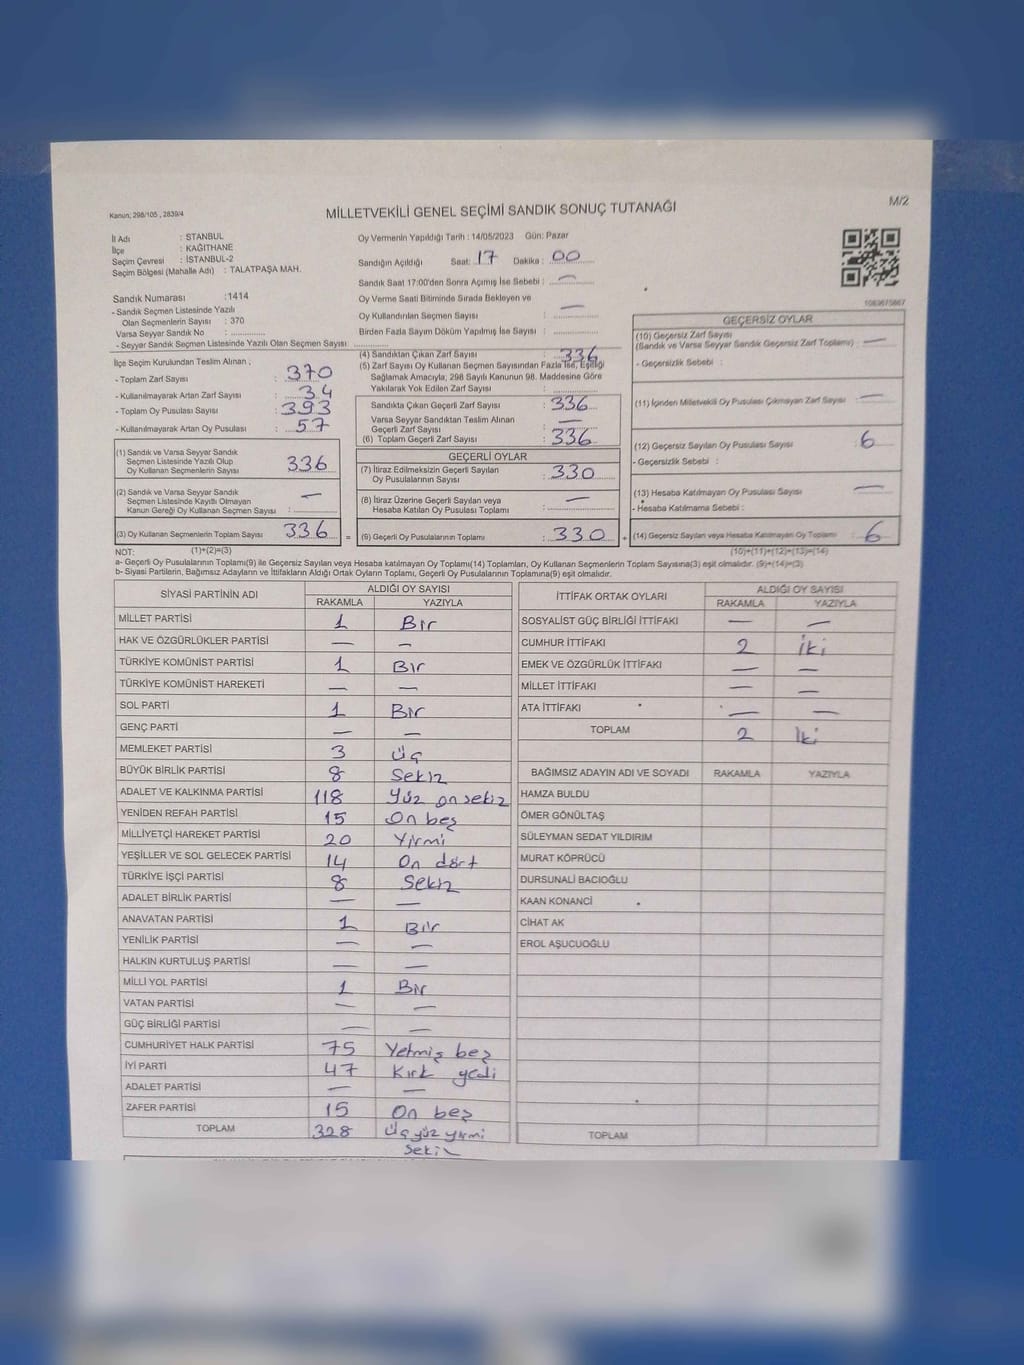 M/2
Kanun; 298/105 , 2839/4
MİLLETVEKİLİ GENEL SEÇİMİ SANDIK SONUÇ TUTANAĞI
İl Adı : STANBUL
İlçe : KAĞITHANE
Seçim Çevresi : İSTANBUL-2
Seçim Bölgesi (Mahalle Adı) : TALATPAŞA MAH.
Sandık Numarası :1414
- Sandık Seçmen Listesinde Yazılı
Olan Seçmenlerin Sayısı : 370
Varsa Seyyar Sandık No :
- Seyyar Sandık Seçmen Listesinde Yazılı Olan Seçmen Sayısı :
Oy Vermenin Yapıldığı Tarih : 14/05/2023 Gün: Pazar
Sandığın Açıldığı Saat: 17 Dakika : 00
Sandık Saat 17:00'den Sonra Açılmış İse Sebebi : —
Oy Verme Saati Bitiminde Sırada Bekleyen ve
Oy Kullandırılan Seçmen Sayısı : —
Birden Fazla Sayım Döküm Yapılmış İse Sayısı :
1089675867
İlçe Seçim Kurulundan Teslim Alınan ;
- Toplam Zarf Sayısı : 370
- Kullanılmayarak Artan Zarf Sayısı : 34
- Toplam Oy Pusulası Sayısı : 393
- Kullanılmayarak Artan Oy Pusulası : 57
(1) Sandık ve Varsa Seyyar Sandık
Seçmen Listesinde Yazılı Olup
Oy Kullanan Seçmenlerin Sayısı : 336
(2) Sandık ve Varsa Seyyar Sandık
Seçmen Listesinde Kayıtlı Olmayan
Kanun Gereği Oy Kullanan Seçmen Sayısı : —
(3) Oy Kullanan Seçmenlerin Toplam Sayısı 336
(4) Sandıktan Çıkan Zarf Sayısı : 336
(5) Zarf Sayısı Oy Kullanan Seçmen Sayısından Fazla İse, Eşitliği
Sağlamak Amacıyla; 298 Sayılı Kanunun 98. Maddesine Göre
Yakılarak Yok Edilen Zarf Sayısı :
Sandıkta Çıkan Geçerli Zarf Sayısı : 336
Varsa Seyyar Sandıktan Teslim Alınan
Geçerli Zarf Sayısı : —
(6) Toplam Geçerli Zarf Sayısı : 336
GEÇERLİ OYLAR
(7) İtiraz Edilmeksizin Geçerli Sayılan
Oy Pusulalarının Sayısı : 330
(8) İtiraz Üzerine Geçerli Sayılan veya
Hesaba Katılan Oy Pusulası Toplamı : —
= (9) Geçerli Oy Pusulalarının Toplamı : 330 +
GEÇERSİZ OYLAR
(10) Geçersiz Zarf Sayısı
(Sandık ve Varsa Seyyar Sandık Geçersiz Zarf Toplamı) : —
- Geçersizlik Sebebi :
(11) İçinden Milletvekili Oy Pusulası Çıkmayan Zarf Sayısı : —
(12) Geçersiz Sayılan Oy Pusulası Sayısı : 6
- Geçersizlik Sebebi :
(13) Hesaba Katılmayan Oy Pusulası Sayısı : —
- Hesaba Katılmama Sebebi :
(14) Geçersiz Sayılan veya Hesaba Katılmayan Oy Toplamı : 6
NOT: (1)+(2)=(3) (10)+(11)+(12)+(13)=(14)
a- Geçerli Oy Pusulalarının Toplamı(9) ile Geçersiz Sayılan veya Hesaba katılmayan Oy Toplamı(14) Toplamları, Oy Kullanan Seçmenlerin Toplam Sayısına(3) eşit olmalıdır. (9)+(14)=(3)
b- Siyasi Partilerin, Bağımsız Adayların ve İttifakların Aldığı Ortak Oyların Toplamı, Geçerli Oy Pusulalarının Toplamına(9) eşit olmalıdır.
SİYASİ PARTİNİN ADI ALDIĞI OY SAYISI
RAKAMLA YAZIYLA
MİLLET PARTİSİ 1 Bir
HAK VE ÖZGÜRLÜKLER PARTİSİ — —
TÜRKİYE KOMÜNİST PARTİSİ 1 Bir
TÜRKİYE KOMÜNİST HAREKETİ — —
SOL PARTİ 1 Bir
GENÇ PARTİ — —
MEMLEKET PARTİSİ 3 Üç
BÜYÜK BİRLİK PARTİSİ 8 Sekiz
ADALET VE KALKINMA PARTİSİ 118 Yüz on sekiz
YENİDEN REFAH PARTİSİ 15 On beş
MİLLİYETÇİ HAREKET PARTİSİ 20 Yirmi
YEŞİLLER VE SOL GELECEK PARTİSİ 14 On dört
TÜRKİYE İŞÇİ PARTİSİ 8 Sekiz
ADALET BİRLİK PARTİSİ — —
ANAVATAN PARTİSİ 1 Bir
YENİLİK PARTİSİ — —
HALKIN KURTULUŞ PARTİSİ — —
MİLLİ YOL PARTİSİ 1 Bir
VATAN PARTİSİ — —
GÜÇ BİRLİĞİ PARTİSİ — —
CUMHURİYET HALK PARTİSİ 75 Yetmiş beş
İYİ PARTİ 47 Kırk yedi
ADALET PARTİSİ — —
ZAFER PARTİSİ 15 On beş
TOPLAM 328 Üç yüz yirmi
sekiz
İTTİFAK ORTAK OYLARI ALDIĞI OY SAYISI
RAKAMLA YAZIYLA
SOSYALİST GÜÇ BİRLİĞİ İTTİFAKI — —
CUMHUR İTTİFAKI 2 İki
EMEK VE ÖZGÜRLÜK İTTİFAKI — —
MİLLET İTTİFAKI — —
ATA İTTİFAKI — —
TOPLAM 2 İki
BAĞIMSIZ ADAYIN ADI VE SOYADI RAKAMLA YAZIYLA
HAMZA BULDU
ÖMER GÖNÜLTAŞ
SÜLEYMAN SEDAT YILDIRIM
MURAT KÖPRÜCÜ
DURSUNALİ BACIOĞLU
KAAN KONANCİ
CİHAT AK
EROL AŞUCUOĞLU
TOPLAM